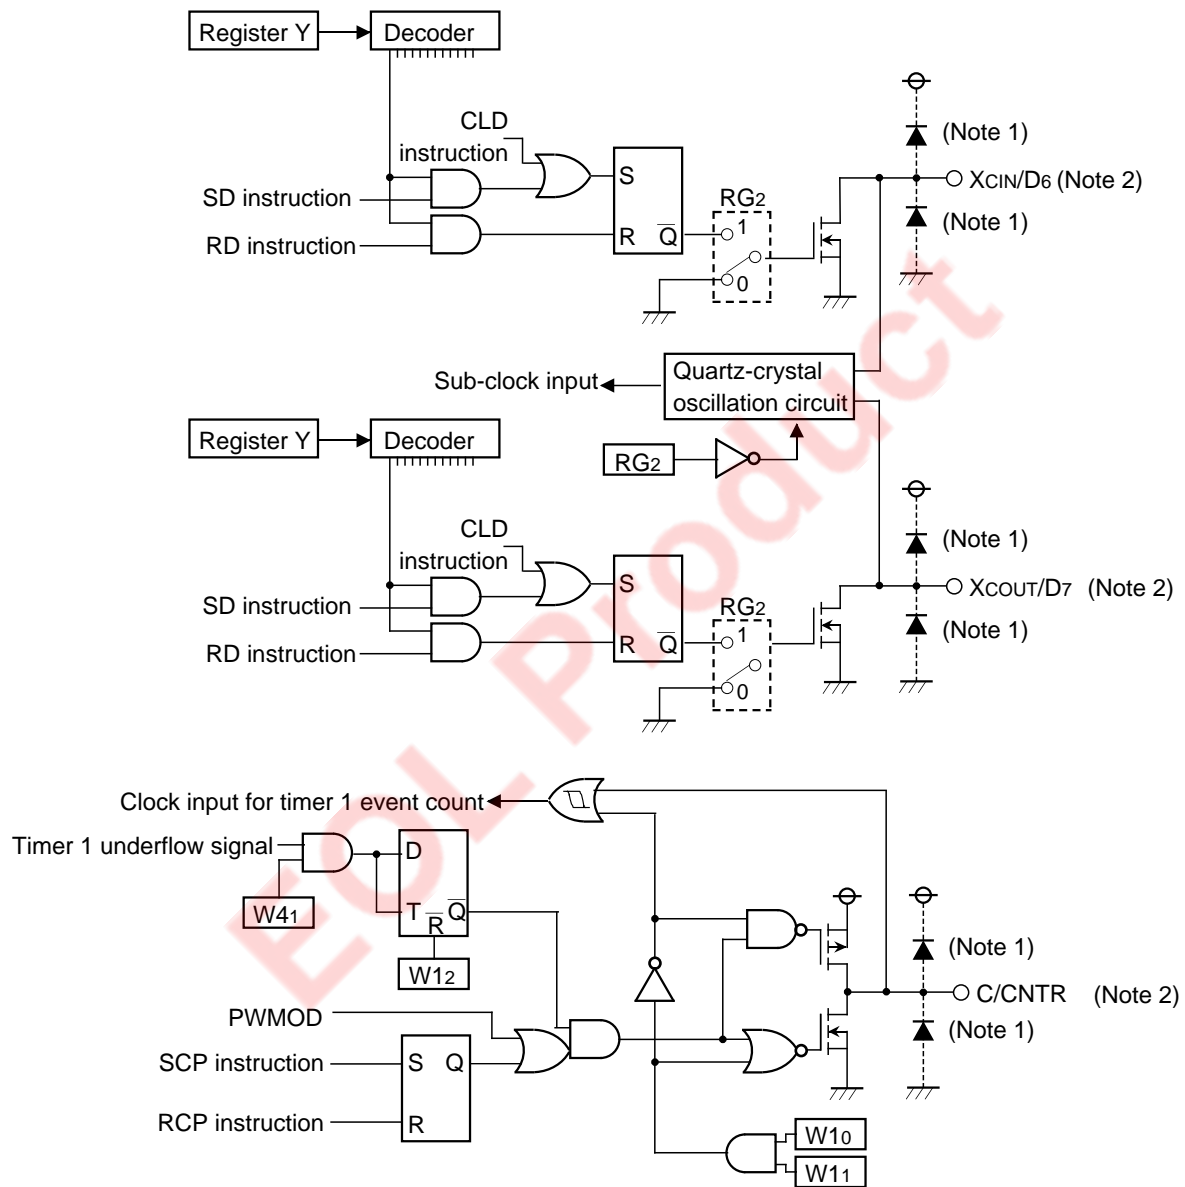 Register Y
Decoder
CLD
instruction
SD instruction
RD instruction
S
R
Q
RG2
1
0
(Note 1)
XCIN/D6 (Note 2)
(Note 1)
Sub-clock input
Quartz-crystal
oscillation circuit
RG2
Register Y
Decoder
CLD
instruction
SD instruction
RD instruction
S
R
Q
RG2
1
0
(Note 1)
XCOUT/D7 (Note 2)
(Note 1)
Clock input for timer 1 event count
Timer 1 underflow signal
W41
D
T
R
Q
W12
PWMOD
SCP instruction
RCP instruction
S
Q
R
(Note 1)
C/CNTR (Note 2)
(Note 1)
W10
W11
EOL Product